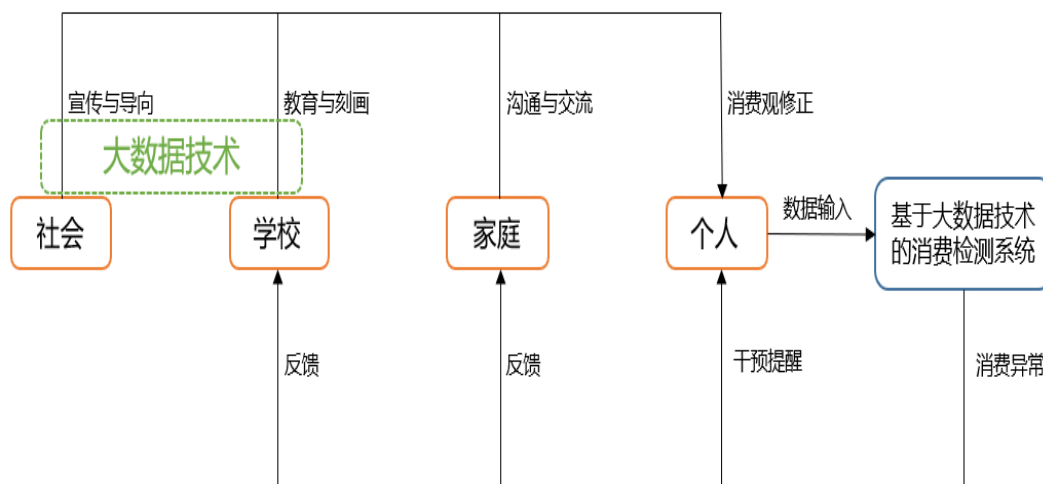 宣传与导向
教育与刻画
沟通与交流
消费观修正
大数据技术
社会
学校
家庭
个人
数据输入
基于大数据技术
的消费检测系统
反馈
反馈
干预提醒
消费异常